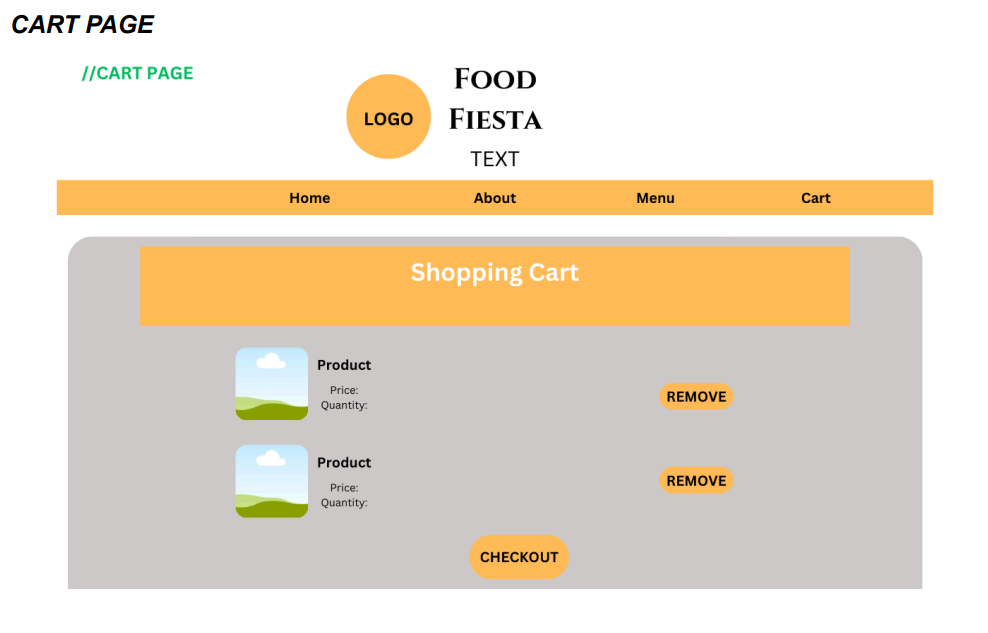 CART PAGE
//CART PAGE
LOGO
Food
Fiesta
TEXT
Home About Menu Cart
Shopping Cart
Product
Price:
Quantity:
REMOVE
Product
Price:
Quantity:
REMOVE
CHECKOUT